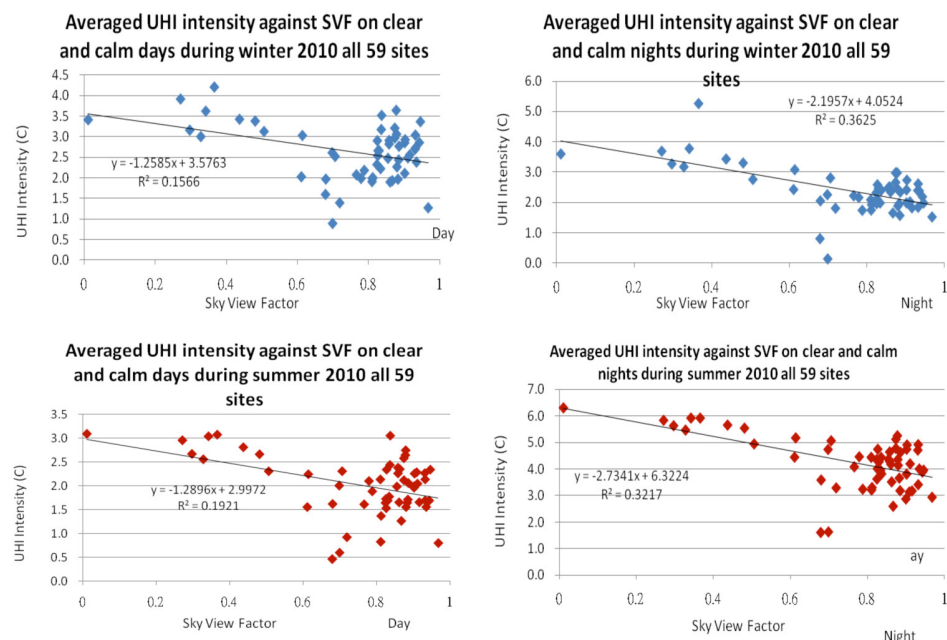 Averaged UHI intensity against SVF on clear
and calm days during winter 2010 all 59 sites
UHI Intensity (C)
4.5
4.0
3.5
3.0
2.5
2.0
1.5
1.0
0.5
0.0
y = -1.2585x + 3.5763
R² = 0.1566
Day
0
0.2
0.4
0.6
0.8
1
Sky View Factor
Averaged UHI intensity against SVF on clear
and calm nights during winter 2010 all 59
sites
UHI Intensity (C)
6.0
5.0
4.0
3.0
2.0
1.0
0.0
y = -2.1957x + 4.0524
R² = 0.3625
0
0.2
0.4
0.6
0.8
1
Sky View Factor
Night
Averaged UHI intensity against SVF on clear
and calm days during summer 2010 all 59
sites
UHI Intensity (C)
3.5
3.0
2.5
2.0
1.5
1.0
0.5
0.0
y = -1.2896x + 2.9972
R² = 0.1921
0
0.2
0.4
0.6
0.8
1
Sky View Factor
Day
Averaged UHI intensity against SVF on clear and calm
nights during summer 2010 all 59 sites
UHI Intensity (C)
7.0
6.0
5.0
4.0
3.0
2.0
1.0
0.0
y = -2.7341x + 6.3224
R² = 0.3217
ay
0
0.2
0.4
0.6
0.8
1
Sky View Factor
Night